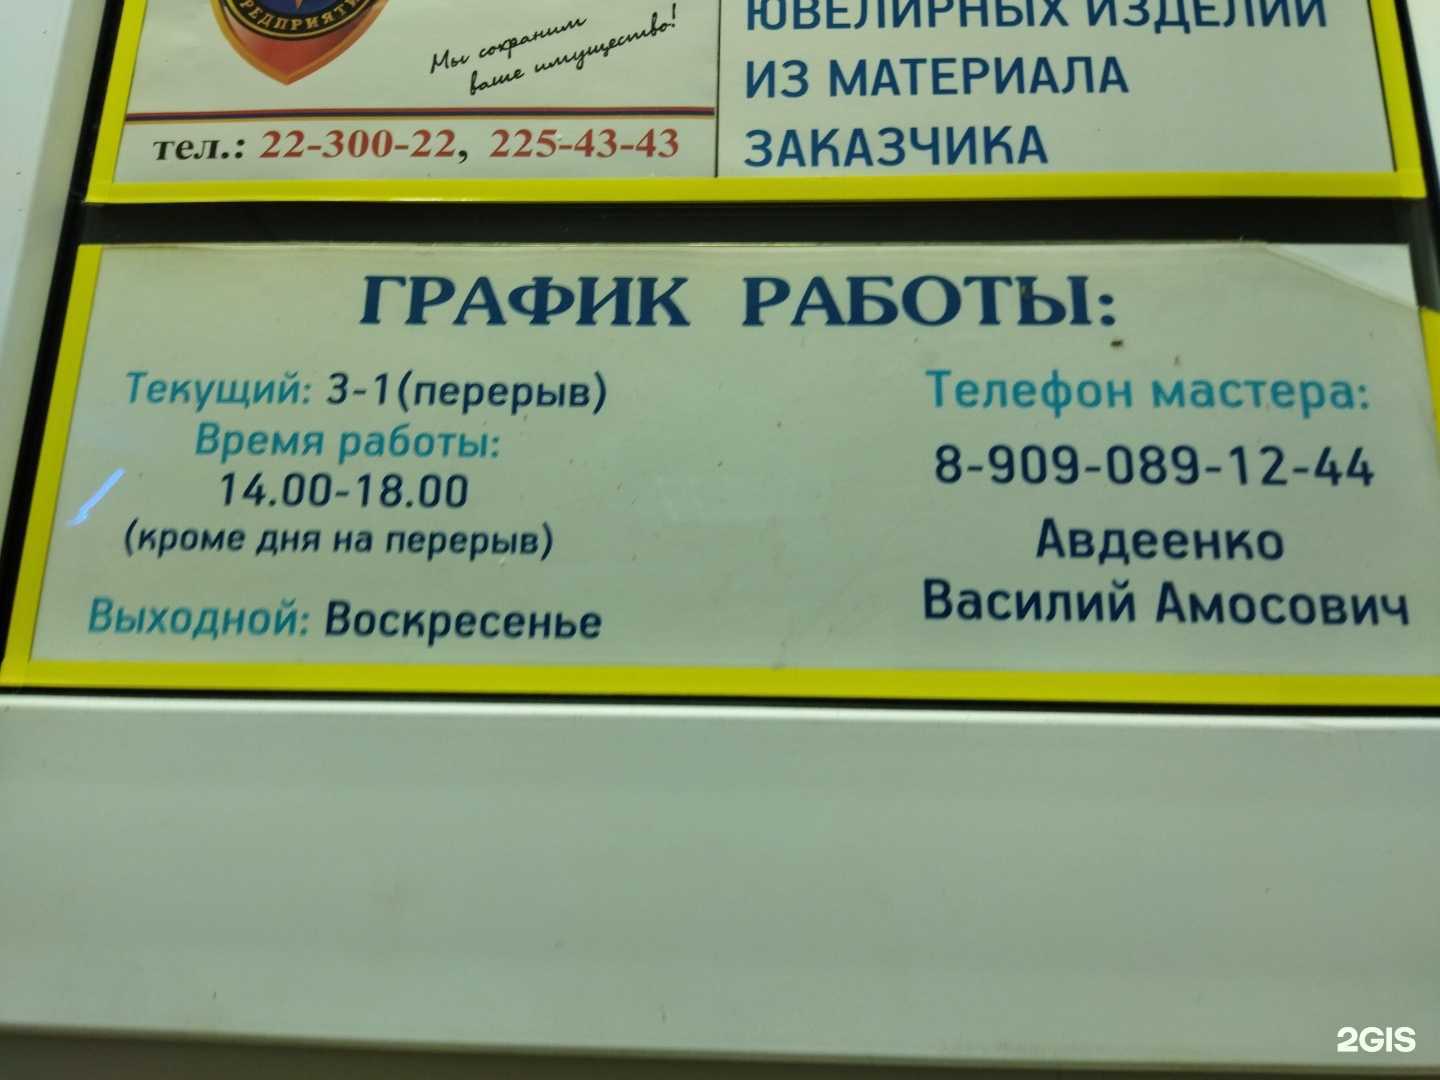 РЕДПРИЯТИ
Мы сохраним
ваше имущество!
тел.: 22-300-22, 225-43-43
ЮВЕЛИРНЫХ ИЗДЕЛИЙ
ИЗ МАТЕРИАЛА
ЗАКАЗЧИКА
ГРАФИК РАБОТЫ:
Текущий: 3-1(перерыв)
Время работы:
14.00-18.00
(кроме дня на перерыв)
Выходной: Воскресенье
Телефон мастера:
8-909-089-12-44
Авдеенко
Василий Амосович
2GIS